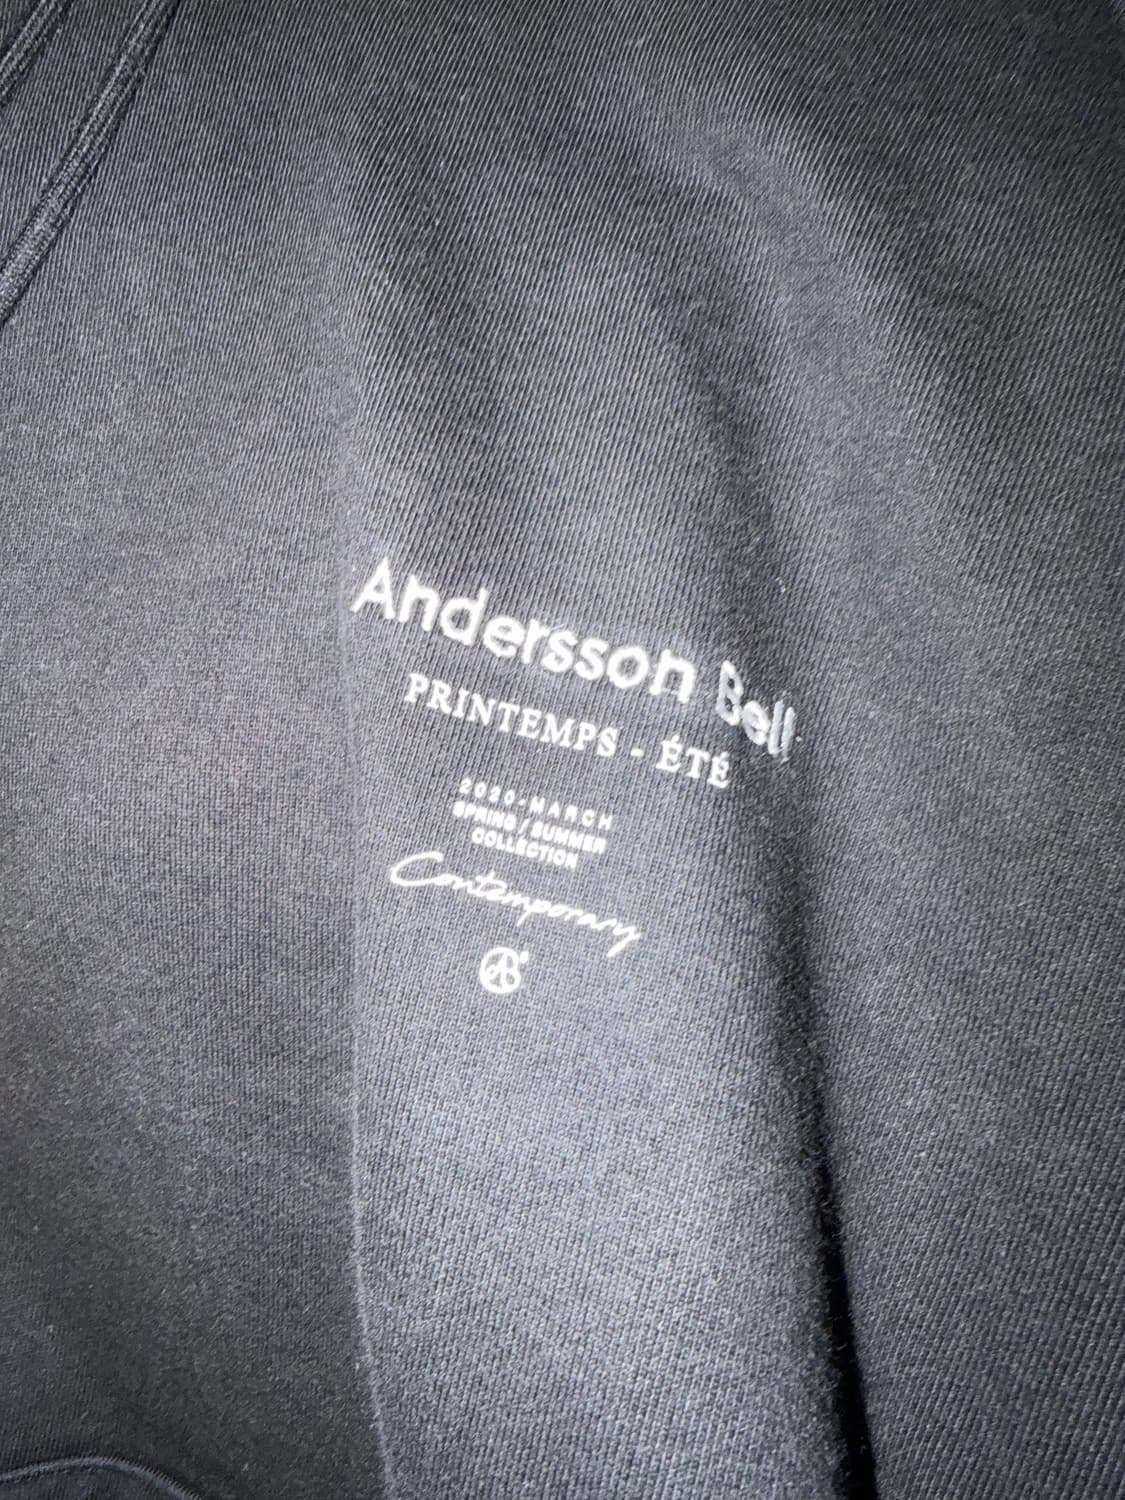 Andersson Bell
PRINTEMPS - ÉTÉ
2020-MARCH
SPRING / SUMMER
COLLECTION
Contemporary